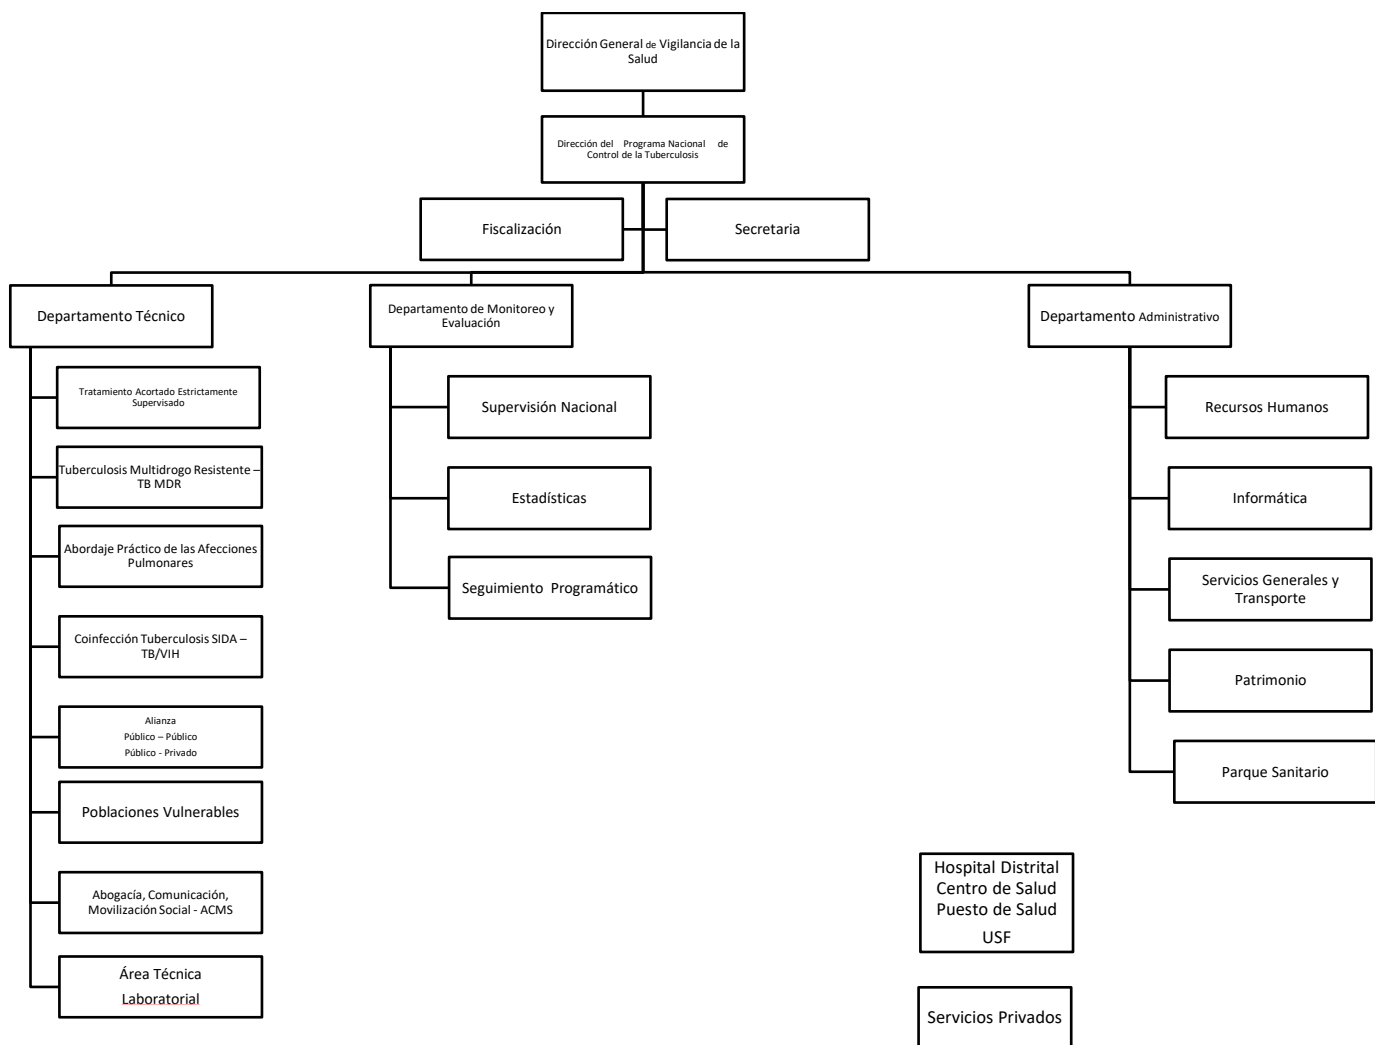 Dirección General de Vigilancia de la
Salud
Dirección del Programa Nacional de
Control de la Tuberculosis
Fiscalización
Secretaria
Departamento Técnico
Departamento de Monitoreo y
Evaluación
Departamento Administrativo
Tratamiento Acortado Estrictamente
Supervisado
Tuberculosis Multidrogo Resistente –
TB MDR
Abordaje Práctico de las Afecciones
Pulmonares
Coinfección Tuberculosis SIDA –
TB/VIH
Alianza
Público – Público
Público - Privado
Poblaciones Vulnerables
Abogacía, Comunicación,
Movilización Social - ACMS
Área Técnica
Laboratorial
Supervisión Nacional
Estadísticas
Seguimiento Programático
Recursos Humanos
Informática
Servicios Generales y
Transporte
Patrimonio
Parque Sanitario
Hospital Distrital
Centro de Salud
Puesto de Salud
USF
Servicios Privados